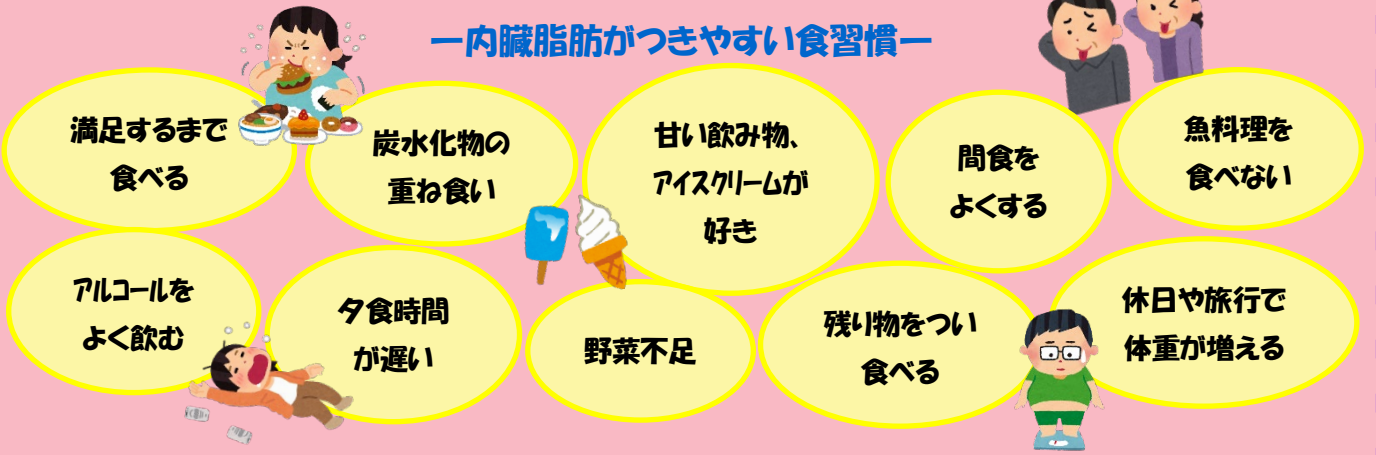 ー内臓脂肪がつきやすい食習慣ー
満足するまで
食べる
炭水化物の
重ね食い
甘い飲み物、
アイスクリームが
好き
間食を
よくする
魚料理を
食べない
アルコールを
よく飲む
夕食時間
が遅い
野菜不足
残り物をつい
食べる
休日や旅行で
体重が増える